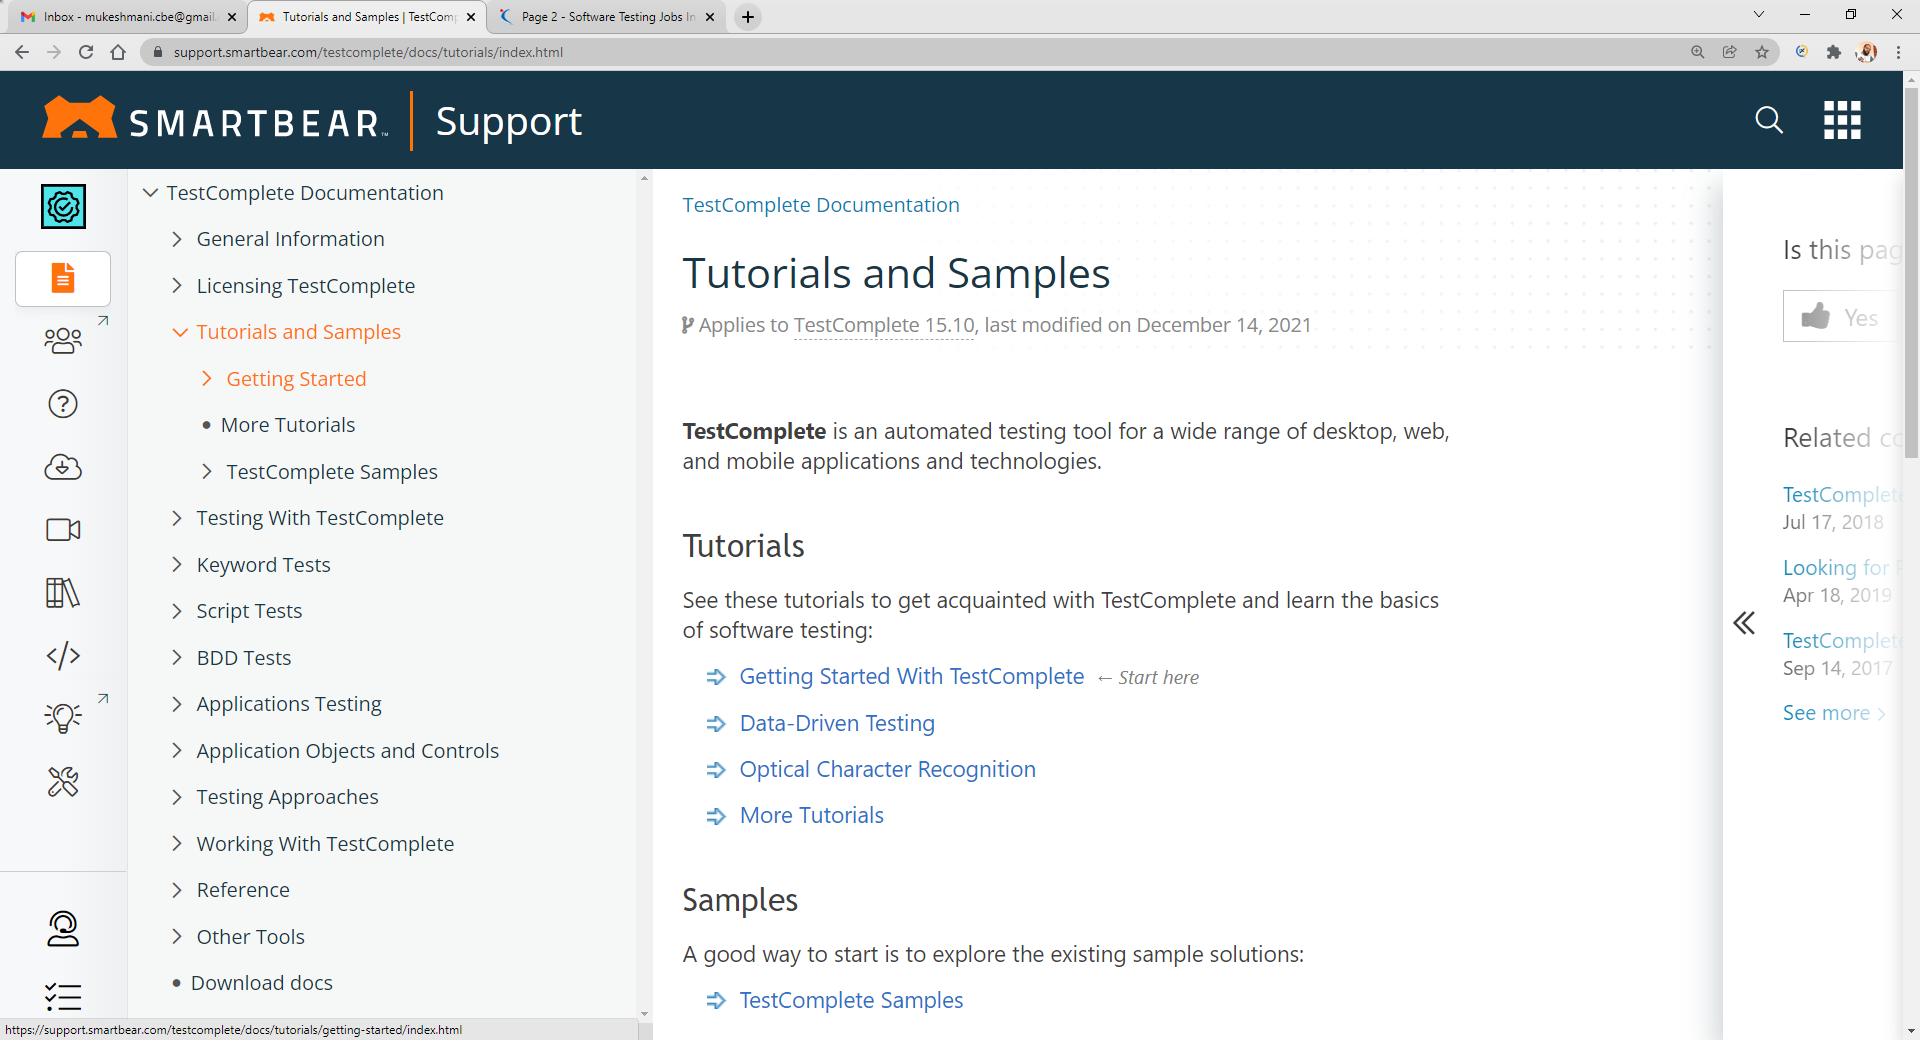 Inbox - mukeshmani.cbe@gmail.
Tutorials and Samples | TestComp
Page 2 - Software Testing Jobs In
support.smartbear.com/testcomplete/docs/tutorials/index.html
SMARTBEAR™
Support
TestComplete Documentation
General Information
Licensing TestComplete
Tutorials and Samples
Getting Started
More Tutorials
TestComplete Samples
Testing With TestComplete
Keyword Tests
Script Tests
BDD Tests
Applications Testing
Application Objects and Controls
Testing Approaches
Working With TestComplete
Reference
Other Tools
Download docs
https://support.smartbear.com/testcomplete/docs/tutorials/getting-started/index.html
TestComplete Documentation
Tutorials and Samples
Applies to TestComplete 15.10, last modified on December 14, 2021
TestComplete is an automated testing tool for a wide range of desktop, web,
and mobile applications and technologies.
Tutorials
See these tutorials to get acquainted with TestComplete and learn the basics
of software testing:
Getting Started With TestComplete ← Start here
Data-Driven Testing
Optical Character Recognition
More Tutorials
Samples
A good way to start is to explore the existing sample solutions:
TestComplete Samples
Is this pag
Yes
Related co
TestComplete
Jul 17, 2018
Looking for
Apr 18, 2019
TestComplete
Sep 14, 2017
See more